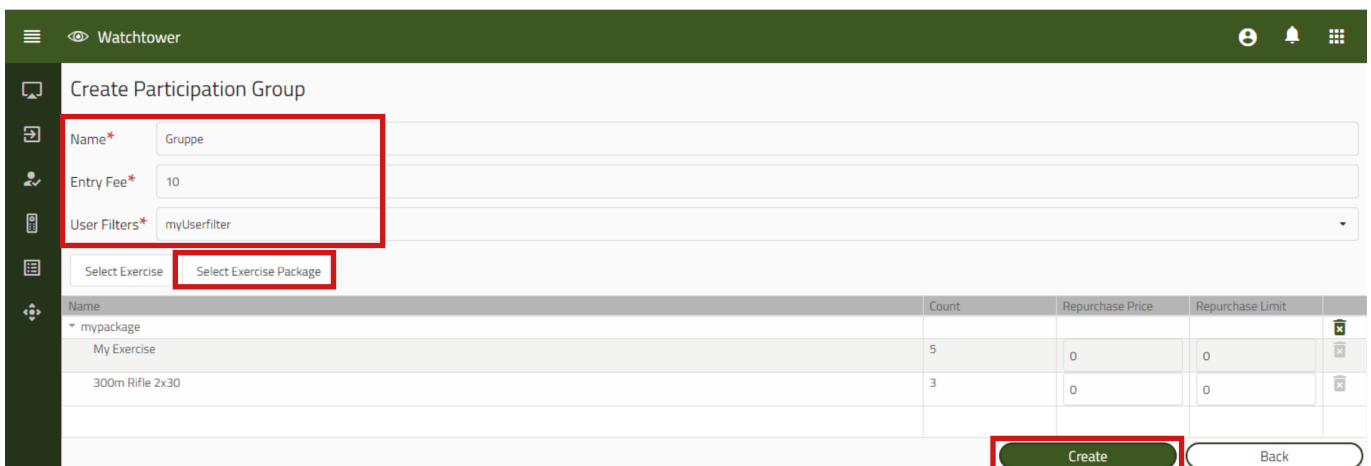 Watchtower
Create Participation Group
Name* Gruppe
Entry Fee* 10
User Filters* myUserfilter
Select Exercise Select Exercise Package
Name Count Repurchase Price Repurchase Limit
mypackage
My Exercise 5 0 0
300m Rifle 2x30 3 0 0
Create Back